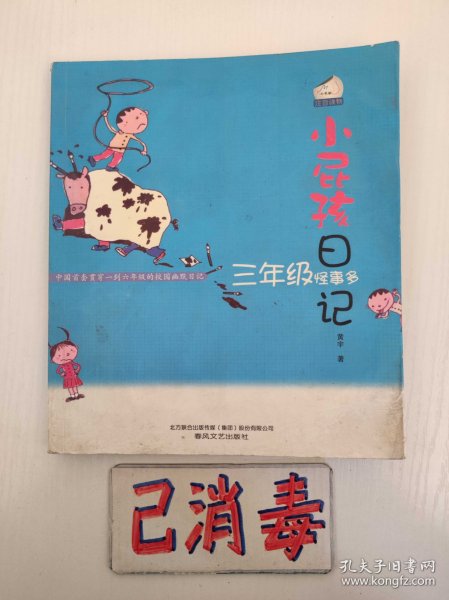 注音读物
小屁孩
日记
三年级怪事多
中国首套贯穿一到六年级的校园幽默日记
黄宇 著
北方联合出版传媒（集团）股份有限公司
春风文艺出版社
已消毒
孔夫子旧书网
www.kongfz.com